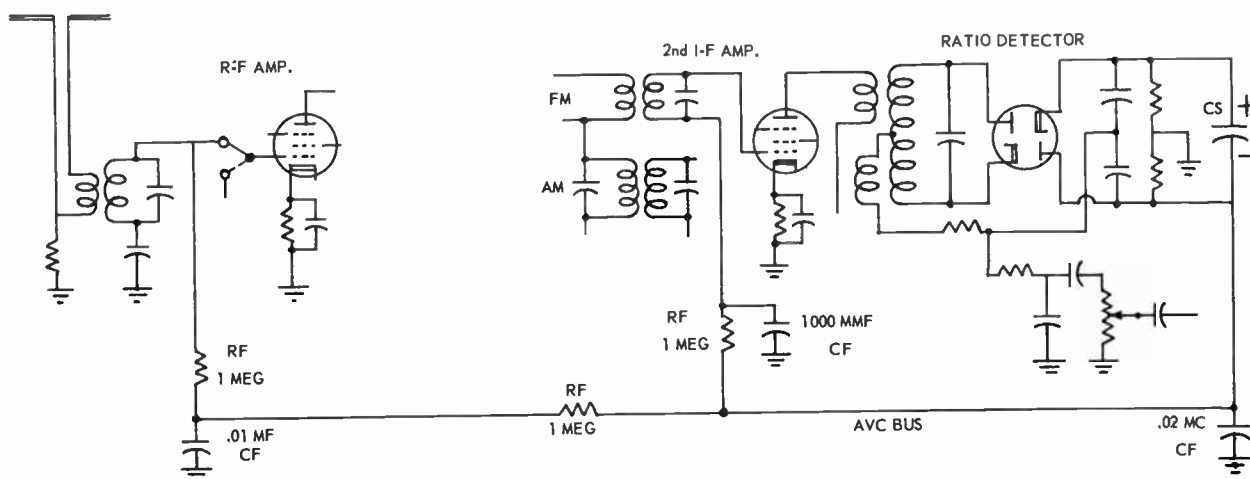 RATIO DETECTOR
2nd I-F AMP.
R-F AMP.
FM
CS
+
-
AM
RF
1 MEG
1000 MMF
CF
RF
1 MEG
RF
1 MEG
.01 MF
CF
AVC BUS
.02 MC
CF